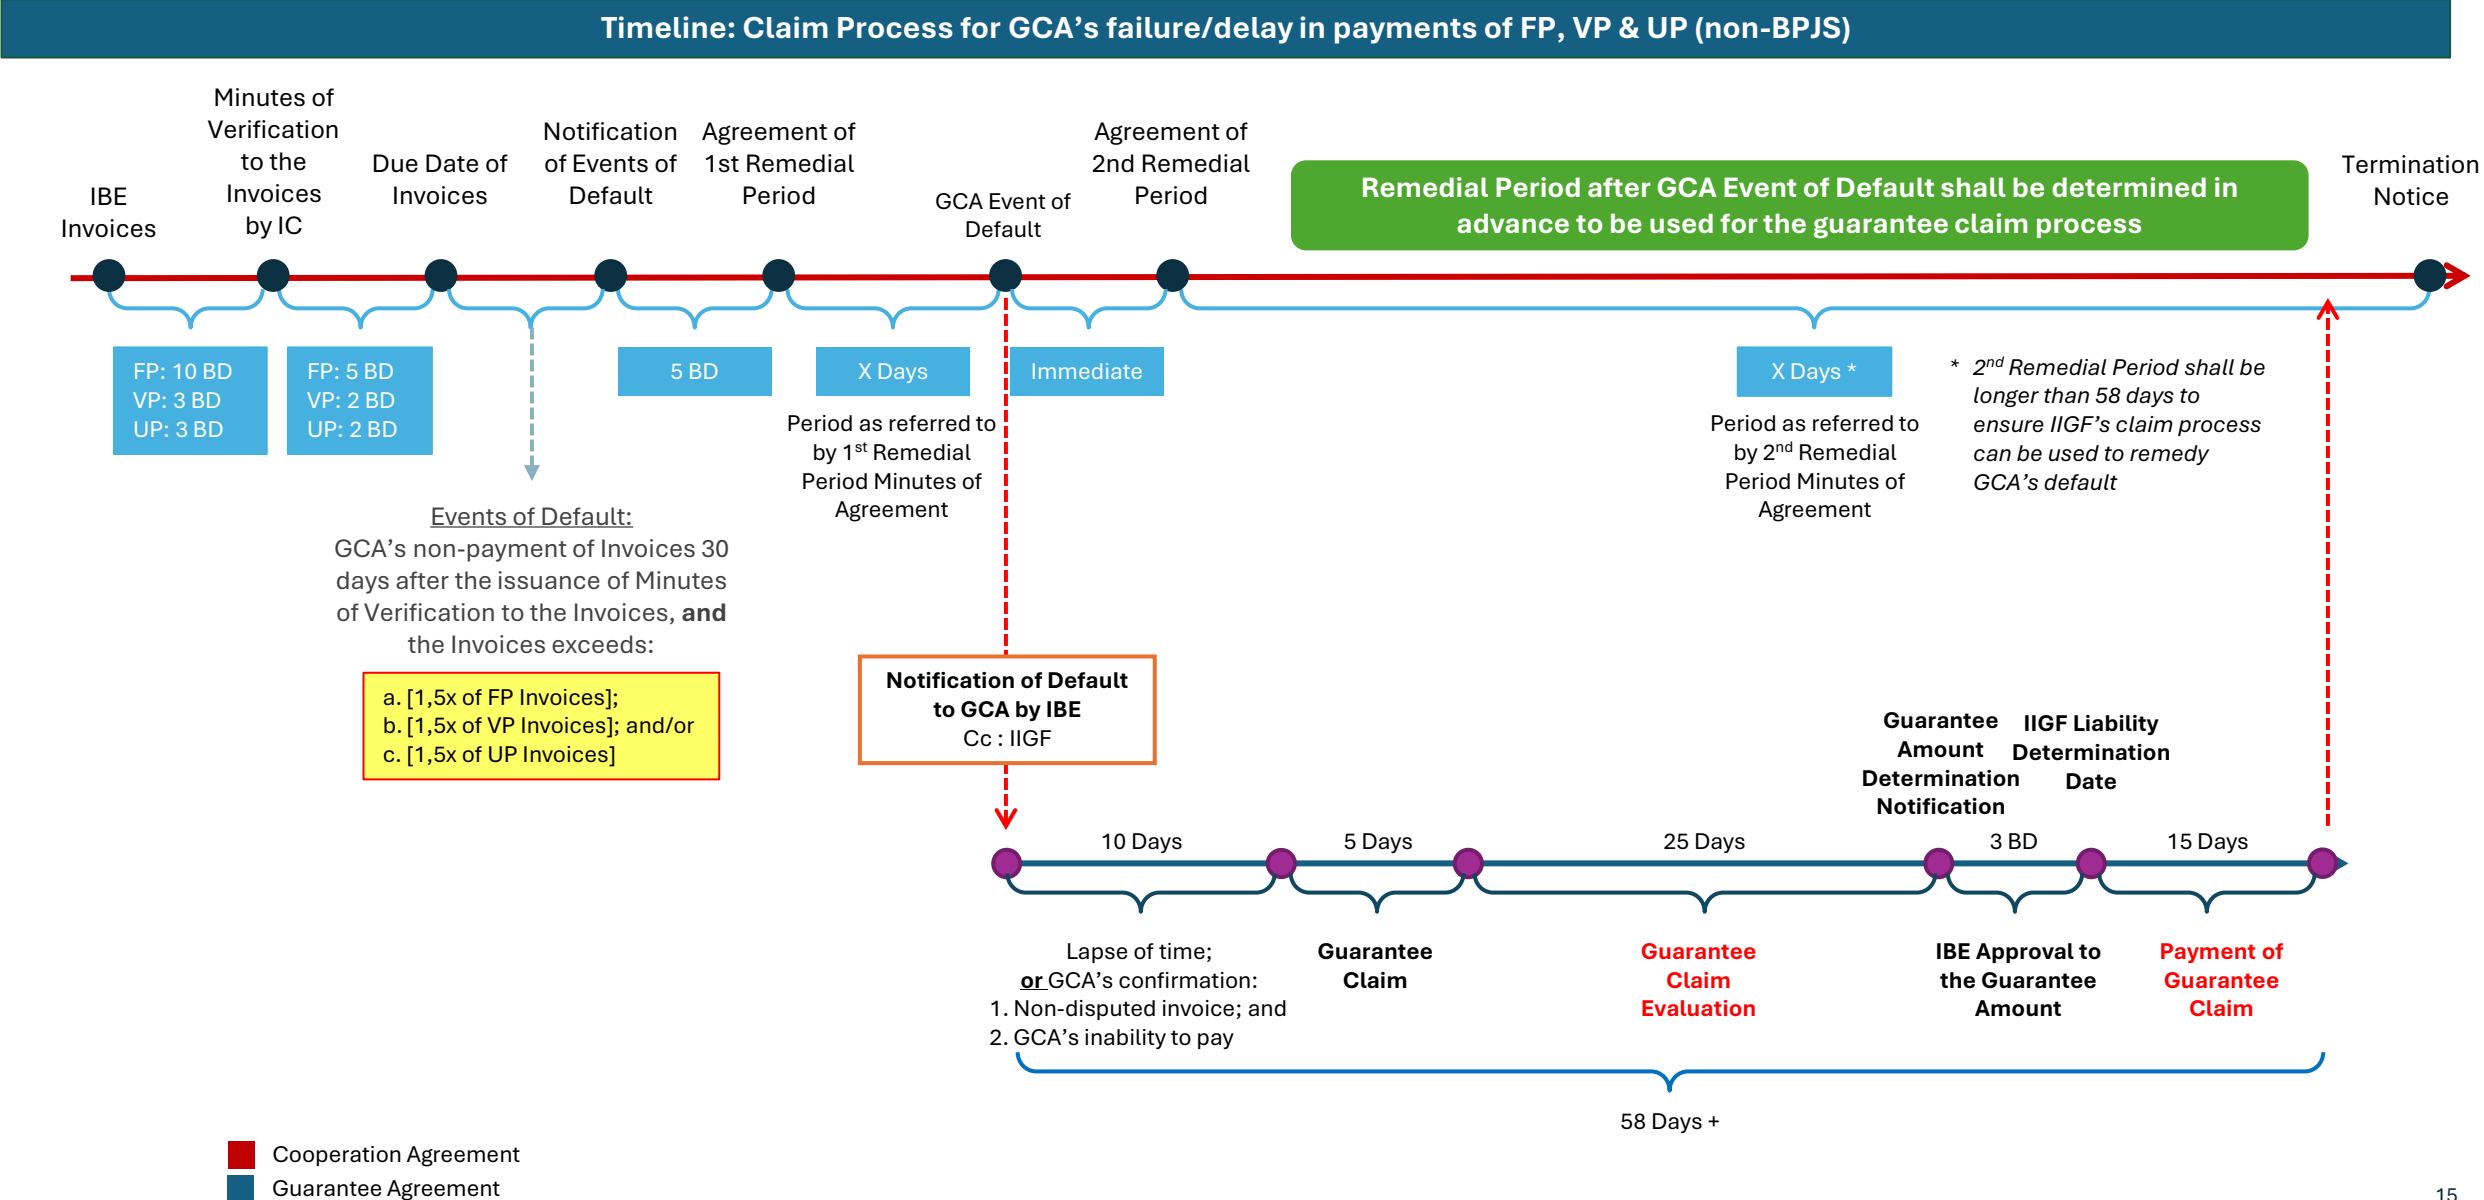 Timeline: Claim Process for GCA’s failure/delay in payments of FP, VP & UP (non-BPJS)
IBE
Invoices
Minutes of
Verification
to the
Invoices
by IC
Due Date of
Invoices
Notification
of Events of
Default
Agreement of
1st Remedial
Period
GCA Event of
Default
Agreement of
2nd Remedial
Period
Remedial Period after GCA Event of Default shall be determined in
advance to be used for the guarantee claim process
Termination
Notice
FP: 10 BD
VP: 3 BD
UP: 3 BD
FP: 5 BD
VP: 2 BD
UP: 2 BD
5 BD
X Days
Period as referred to
by 1st Remedial
Period Minutes of
Agreement
Immediate
X Days *
Period as referred to
by 2nd Remedial
Period Minutes of
Agreement
* 2nd Remedial Period shall be
longer than 58 days to
ensure IIGF’s claim process
can be used to remedy
GCA’s default
Events of Default:
GCA’s non-payment of Invoices 30
days after the issuance of Minutes
of Verification to the Invoices, and
the Invoices exceeds:
a. [1,5x of FP Invoices];
b. [1,5x of VP Invoices]; and/or
c. [1,5x of UP Invoices]
Notification of Default
to GCA by IBE
Cc : IIGF
Guarantee
Amount
Determination
Notification
IIGF Liability
Determination
Date
10 Days
5 Days
25 Days
3 BD
15 Days
Lapse of time;
or GCA’s confirmation:
1. Non-disputed invoice; and
2. GCA’s inability to pay
Guarantee
Claim
Guarantee
Claim
Evaluation
IBE Approval to
the Guarantee
Amount
Payment of
Guarantee
Claim
58 Days +
Cooperation Agreement
Guarantee Agreement
15